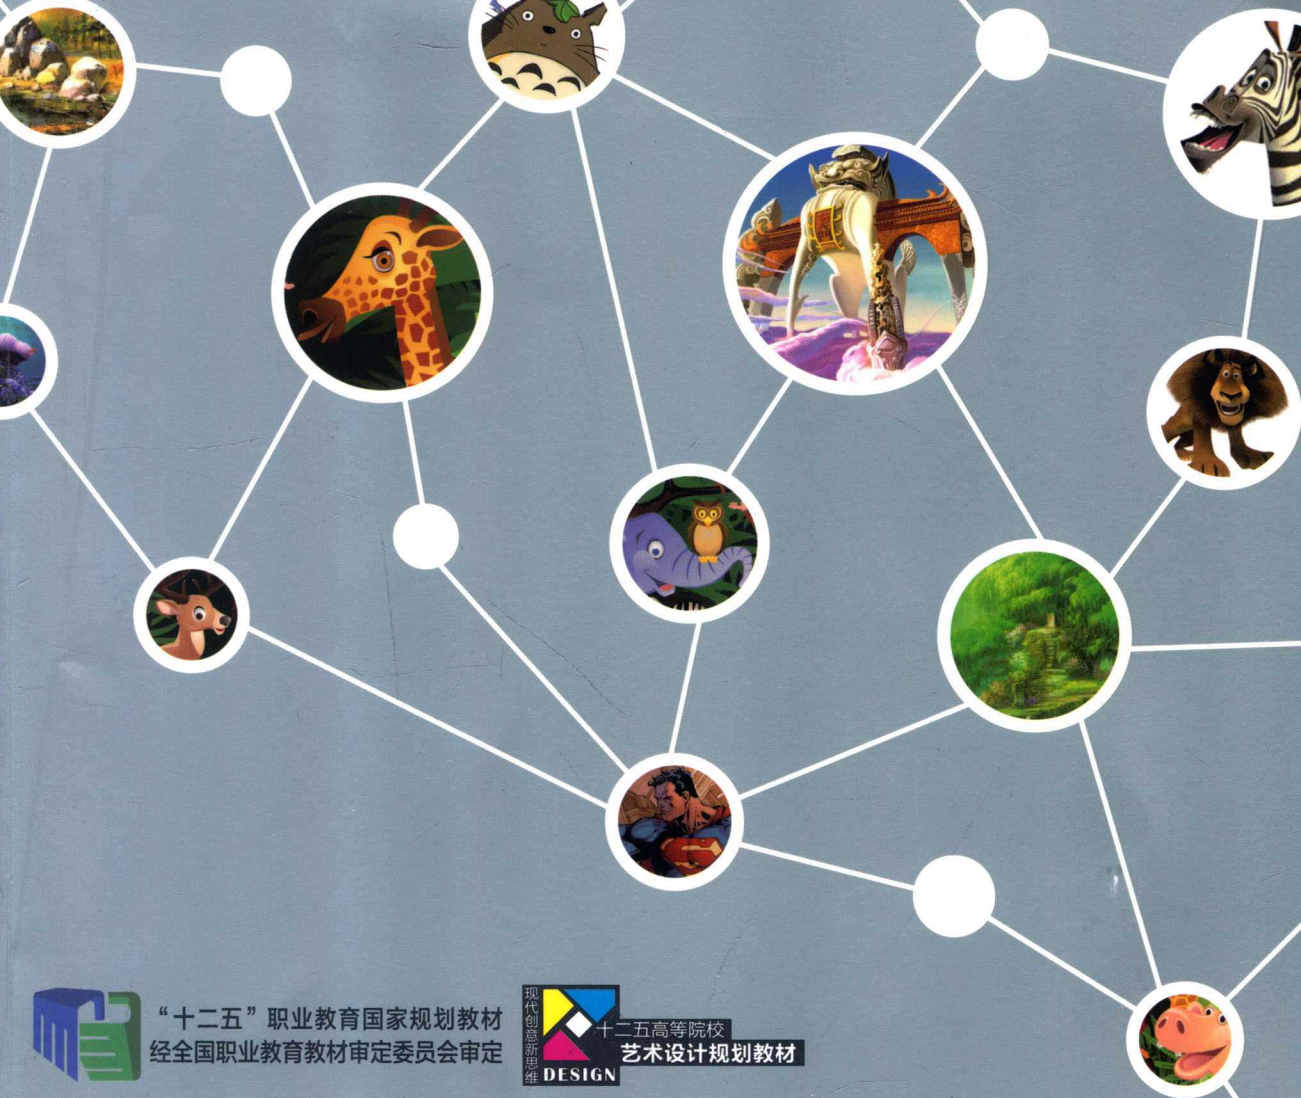 “十二五”职业教育国家规划教材
经全国职业教育教材审定委员会审定
现代创意新思维
DESIGN
十二五高等院校
艺术设计规划教材